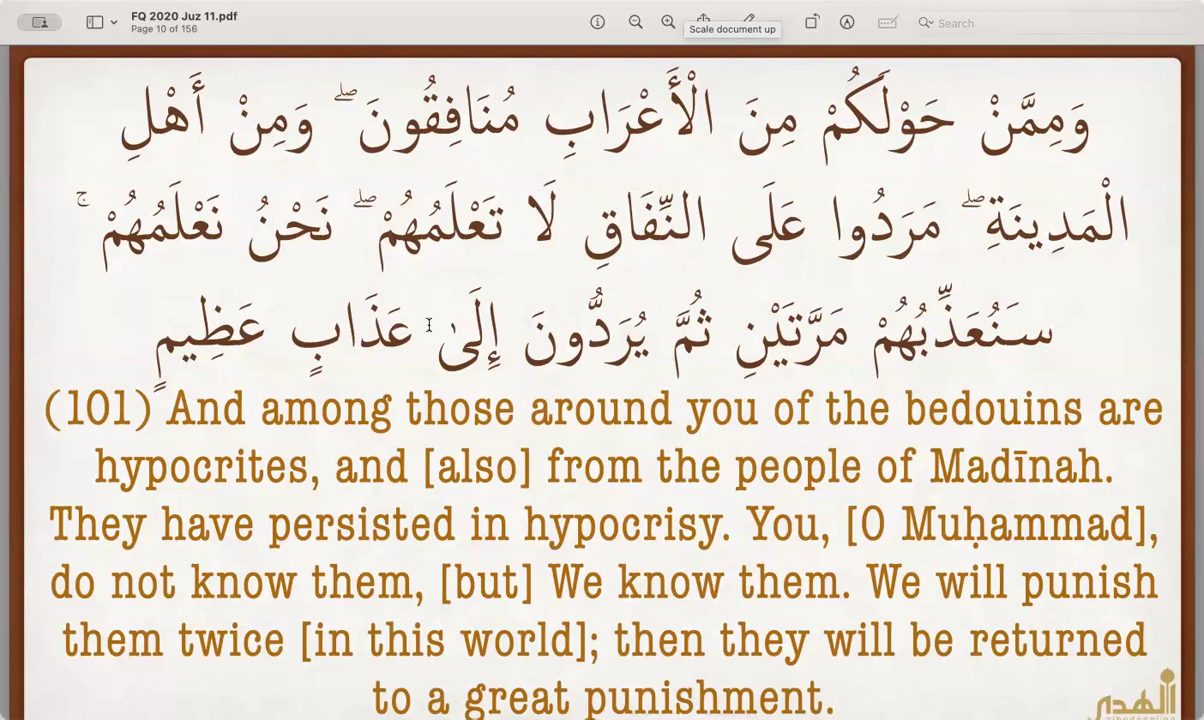 FQ 2020 Juz 11.pdf
Page 10 of 156
Scale document up
Search
وَمِمَّنْ حَوْلَكُمْ مِنَ الْأَعْرَابِ مُنَافِقُونَ ۖ وَمِنْ أَهْلِ
الْمَدِينَةِ ۖ مَرَدُوا عَلَى النِّفَاقِ لَا تَعْلَمُهُمْ ۖ نَحْنُ نَعْلَمُهُمْ ۚ
سَنُعَذِّبُهُمْ مَرَّتَيْنِ ثُمَّ يُرَدُّونَ إِلَىٰ عَذَابٍ عَظِيمٍ
(101) And among those around you of the bedouins are
hypocrites, and [also] from the people of Madīnah.
They have persisted in hypocrisy. You, [O Muḥammad],
do not know them, [but] We know them. We will punish
them twice [in this world]; then they will be returned
to a great punishment.
الهدى